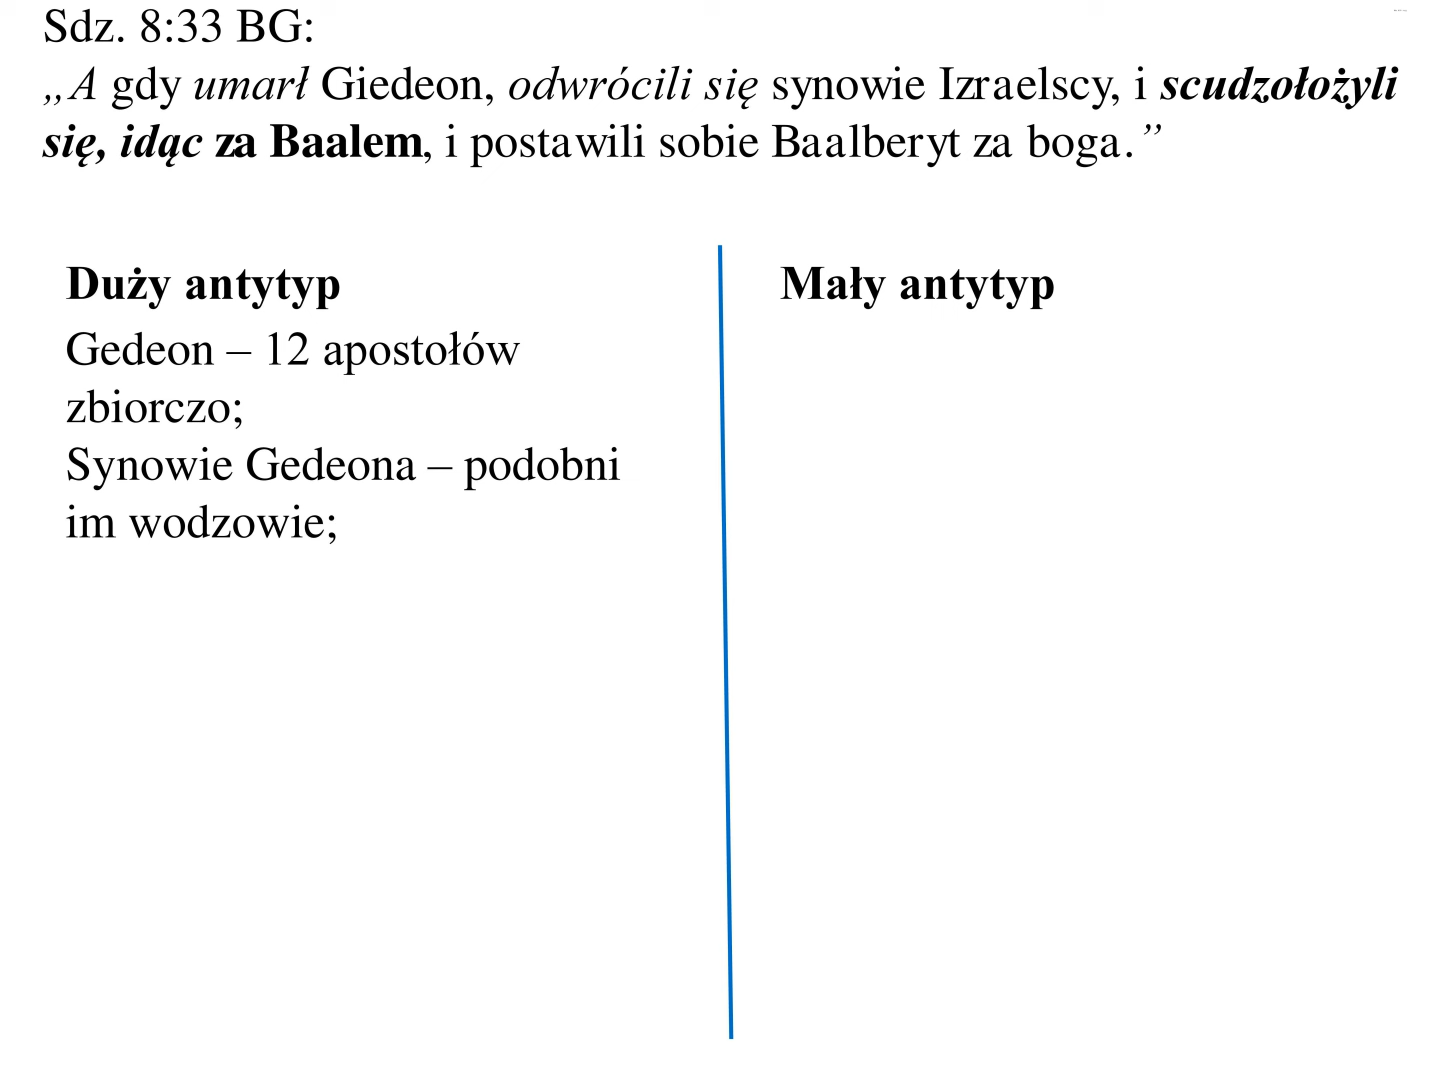 Sdz. 8:33 BG:
„A gdy umarł Giedeon, odwrócili się synowie Izraelscy, i scudzołożyli
się, idąc za Baalem, i postawili sobie Baalberyt za boga.”
Duży antytyp
Gedeon – 12 apostołów
zbiorczo;
Synowie Gedeona – podobni
im wodzowie;
Mały antytyp